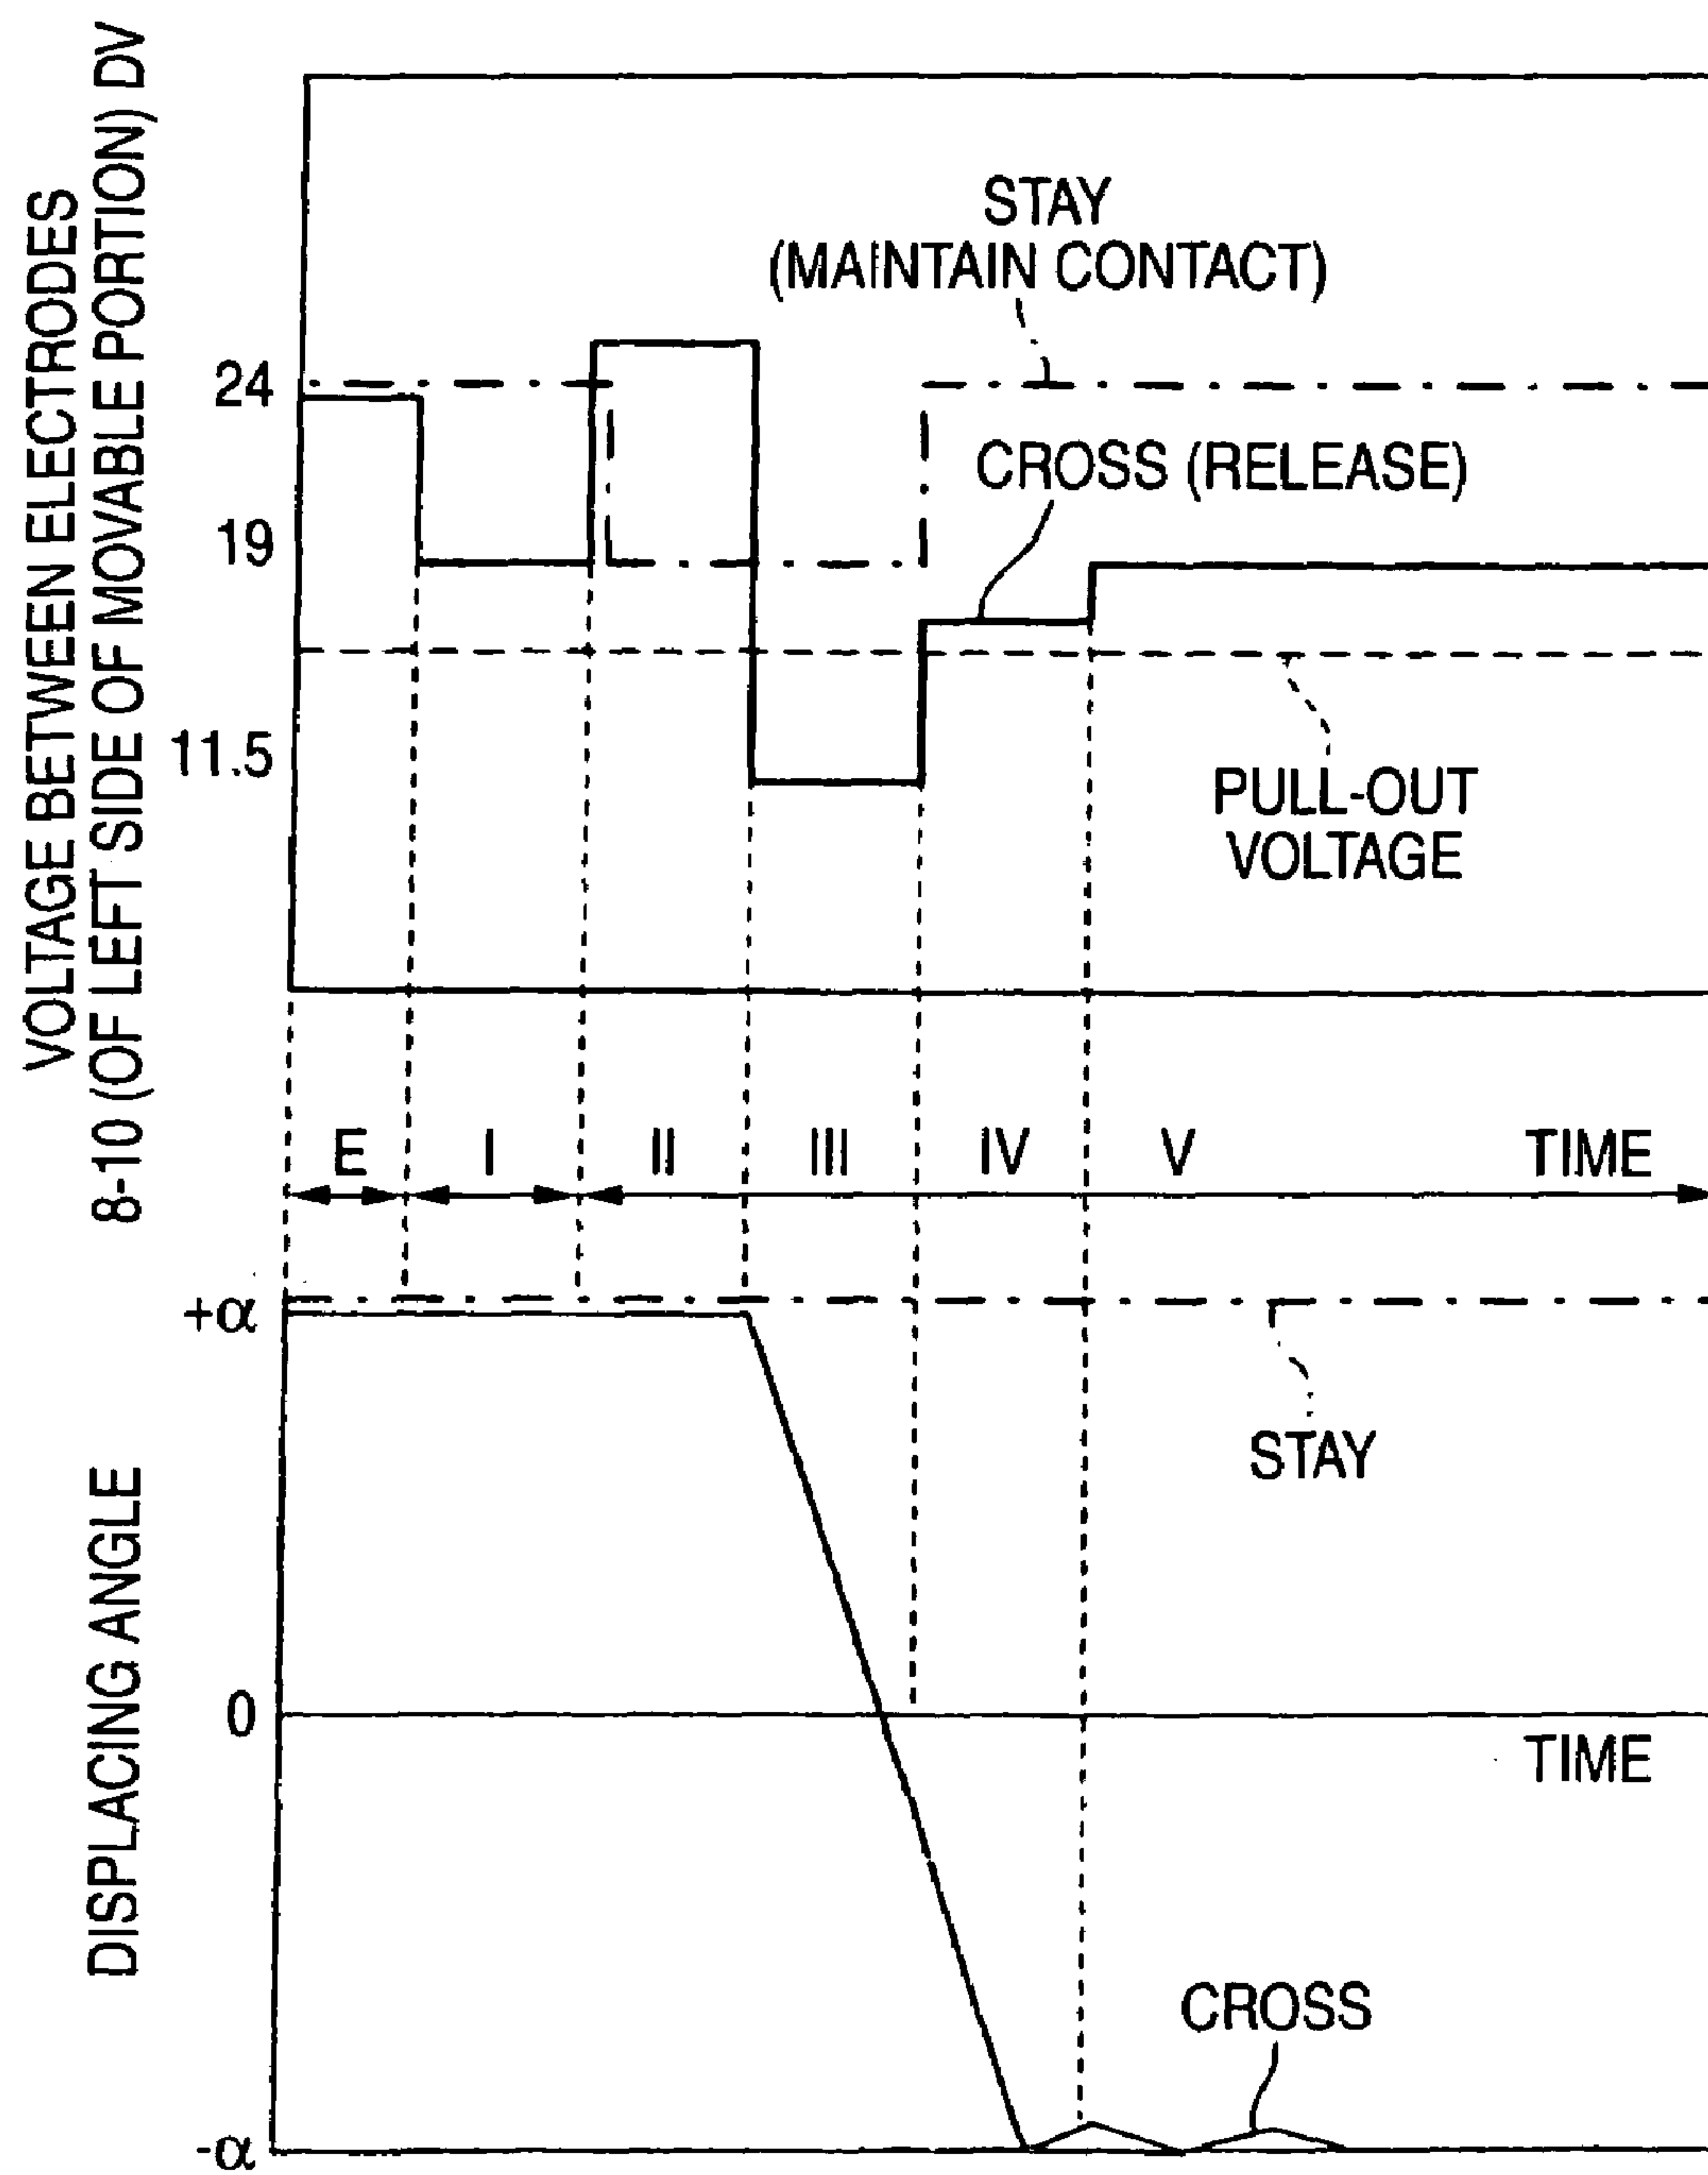 VOLTAGE BETWEEN ELECTRODES
8-10 (OF LEFT SIDE OF MOVABLE PORTION) DV
STAY
(MAINTAIN CONTACT)
24
CROSS (RELEASE)
19
11.5
PULL-OUT
VOLTAGE
E I II III IV V TIME
DISPLACING ANGLE
+α
STAY
0
TIME
CROSS
-α